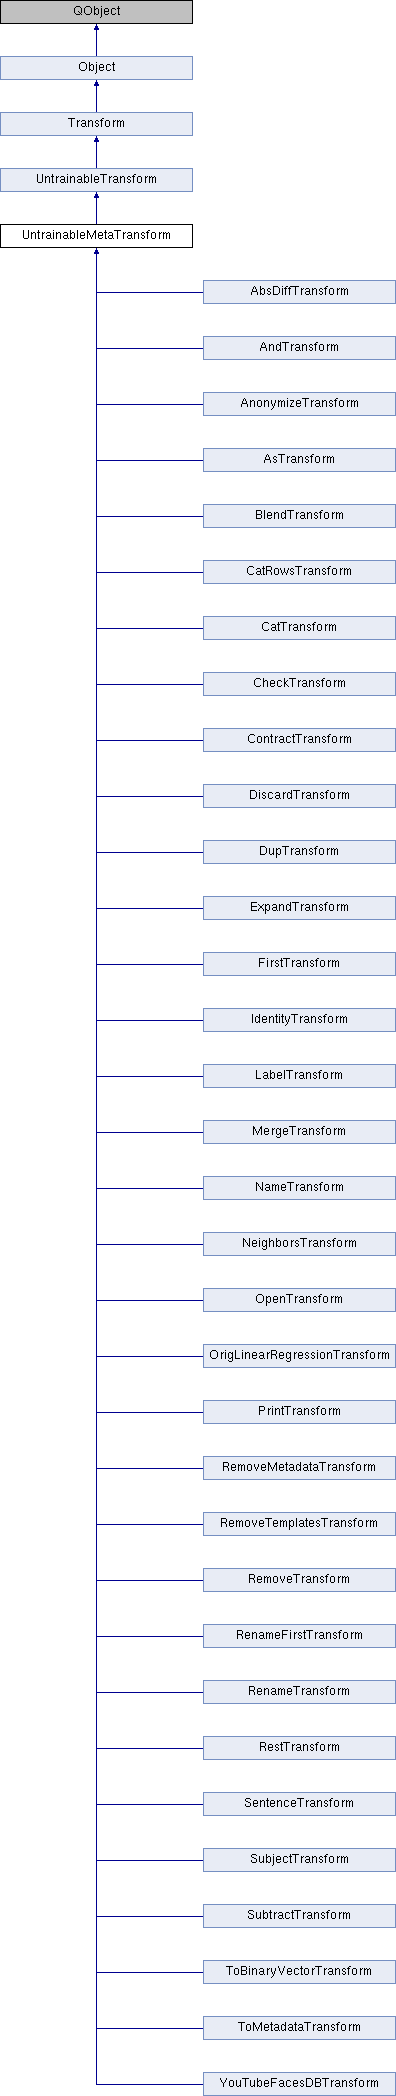 QObject
Object
Transform
UntrainableTransform
UntrainableMetaTransform
AbsDiffTransform
AndTransform
AnonymizeTransform
AsTransform
BlendTransform
CatRowsTransform
CatTransform
CheckTransform
ContractTransform
DiscardTransform
DupTransform
ExpandTransform
FirstTransform
IdentityTransform
LabelTransform
MergeTransform
NameTransform
NeighborsTransform
OpenTransform
OrigLinearRegressionTransform
PrintTransform
RemoveMetadataTransform
RemoveTemplatesTransform
RemoveTransform
RenameFirstTransform
RenameTransform
RestTransform
SentenceTransform
SubjectTransform
SubtractTransform
ToBinaryVectorTransform
ToMetadataTransform
YouTubeFacesDBTransform